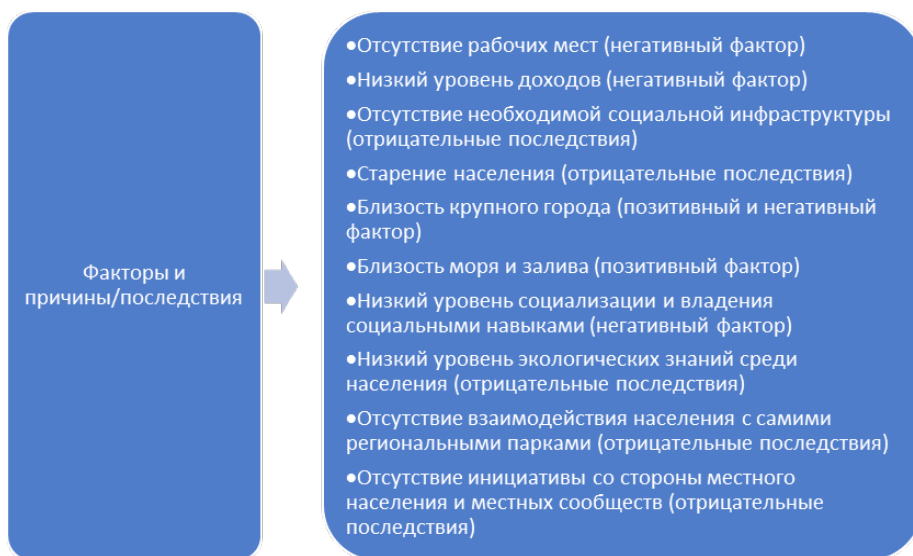 Факторы и
причины/последствия
•Отсутствие рабочих мест (негативный фактор)
•Низкий уровень доходов (негативный фактор)
•Отсутствие необходимой социальной инфраструктуры
(отрицательные последствия)
•Старение населения (отрицательные последствия)
•Близость крупного города (позитивный и негативный
фактор)
•Близость моря и залива (позитивный фактор)
•Низкий уровень социализации и владения
социальными навыками (негативный фактор)
•Низкий уровень экологических знаний среди
населения (отрицательные последствия)
•Отсутствие взаимодействия населения с самими
региональными парками (отрицательные последствия)
•Отсутствие инициативы со стороны местного
населения и местных сообществ (отрицательные
последствия)